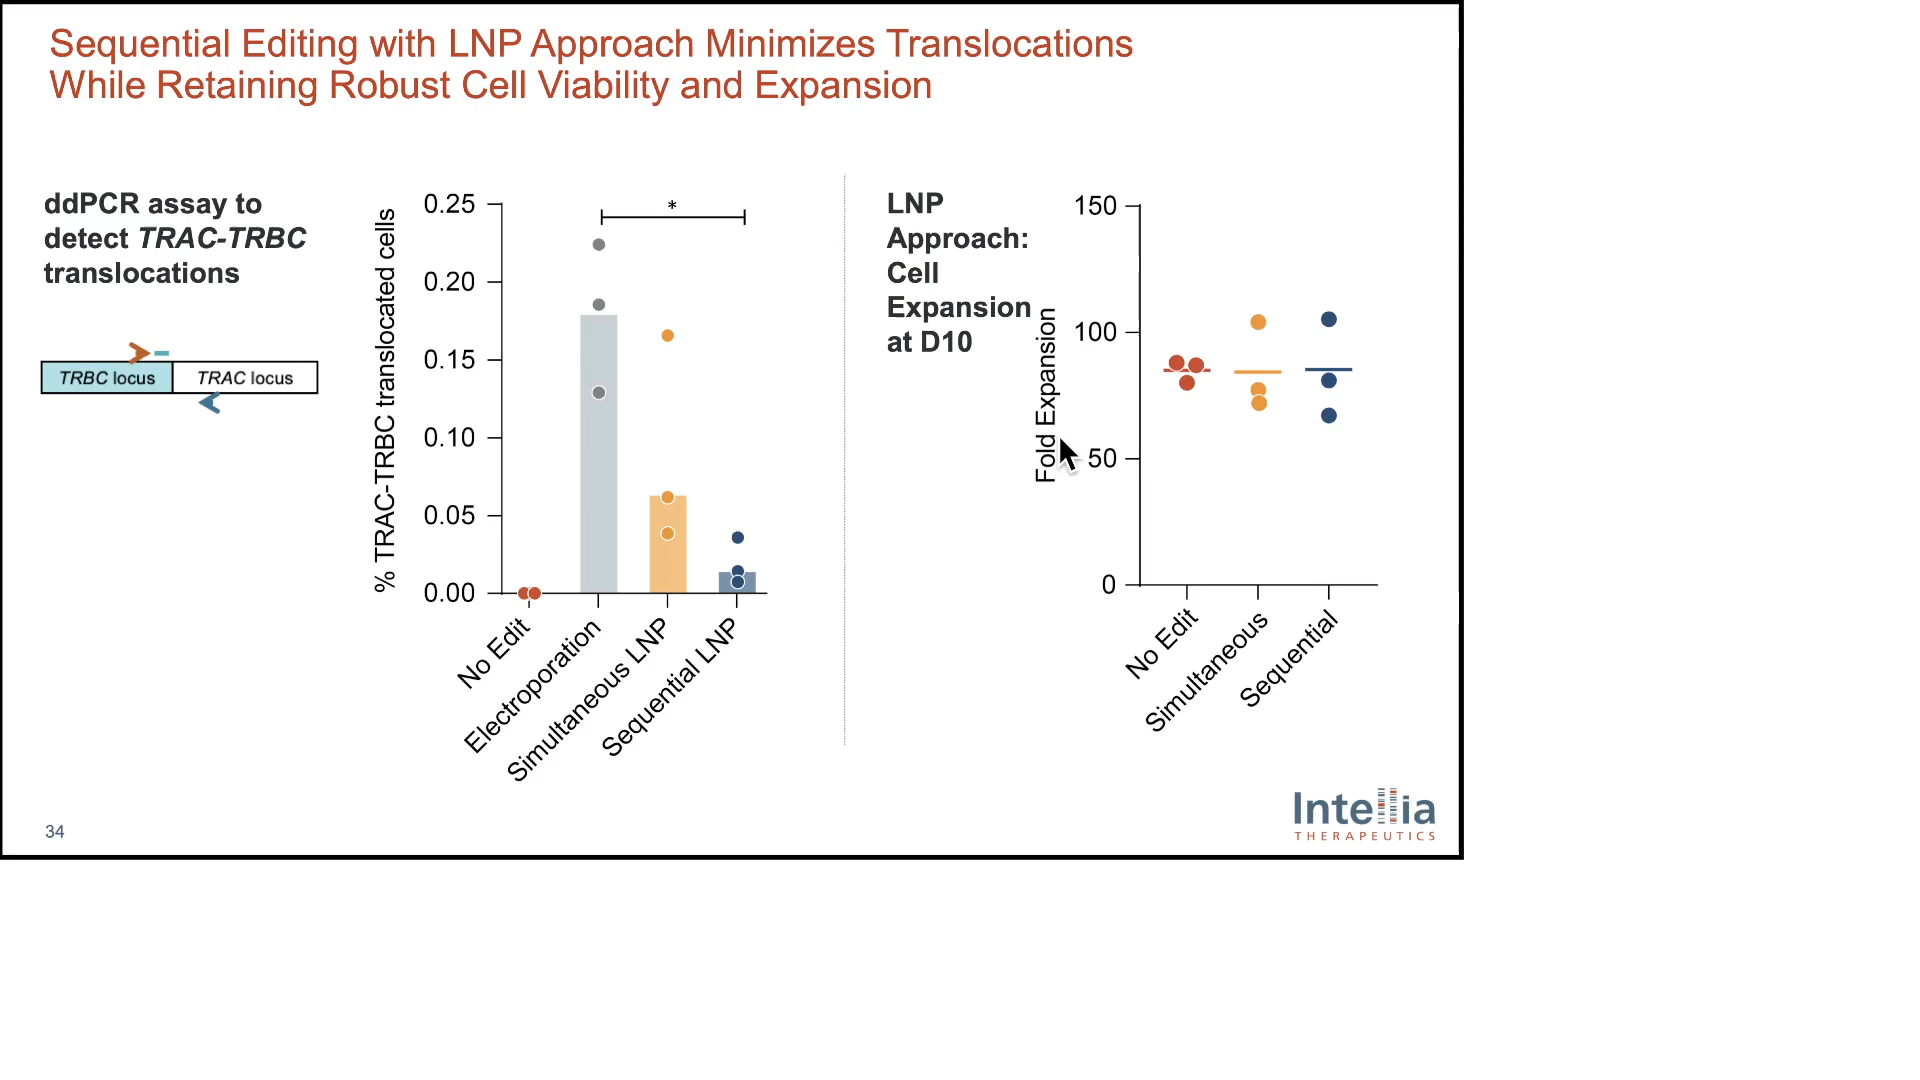 Sequential Editing with LNP Approach Minimizes Translocations
While Retaining Robust Cell Viability and Expansion
ddPCR assay to
detect TRAC-TRBC
translocations
TRBC locus
TRAC locus
% TRAC-TRBC translocated cells
0.25
0.20
0.15
0.10
0.05
0.00
*
No Edit
Electroporation
Simultaneous LNP
Sequential LNP
LNP
Approach:
Cell
Expansion
at D10
Fold Expansion
150
100
50
0
No Edit
Simultaneous
Sequential
34
Intellia
THERAPEUTICS